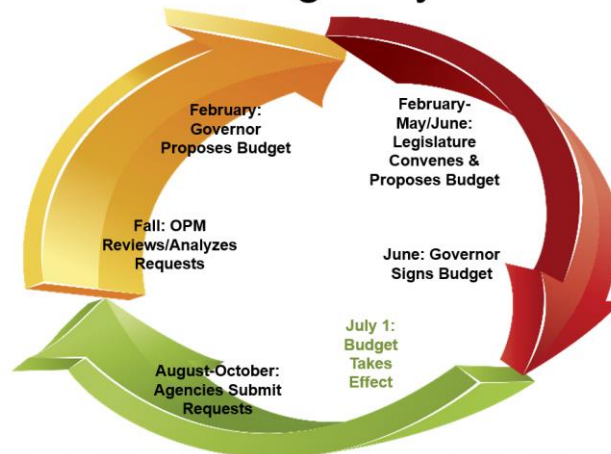 February:
Governor
Proposes Budget
February-
May/June:
Legislature
Convenes &
Proposes Budget
Fall: OPM
Reviews/Analyzes
Requests
June: Governor
Signs Budget
July 1:
Budget
Takes
Effect
August-October:
Agencies Submit
Requests